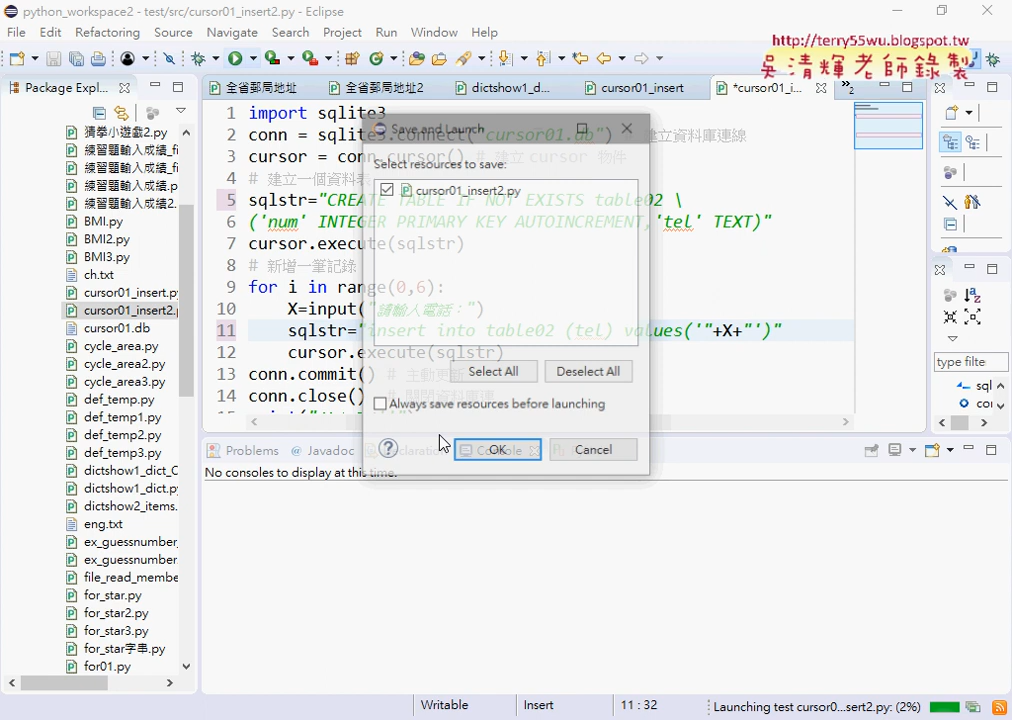 python_workspace2 - test/src/cursor01_insert2.py - Eclipse
File Edit Refactoring Source Navigate Search Project Run Window Help
http://terry55wu.blogspot.tw
吳清輝老師錄製
Package Expl...
全省郵局地址
全省郵局地址2
dictshow1_d...
cursor01_insert
*cursor01_i...
»2
猜拳小遊戲2.py
練習題輸入成績_fi
練習題輸入成績_fi
練習題輸入成績.p
練習題輸入成績2.
BMI.py
BMI2.py
BMI3.py
ch.txt
cursor01_insert.py
cursor01_insert2.p
cursor01.db
cycle_area.py
cycle_area2.py
cycle_area3.py
def_temp.py
def_temp1.py
def_temp2.py
def_temp3.py
dictshow1_dict_C
dictshow1_dict.py
dictshow2_items.
eng.txt
ex_guessnumber_
ex_guessnumber
file_read_membe
for_star.py
for_star2.py
for_star3.py
for_star字串.py
for01.py
1 import sqlite3
2 conn = sqlite3.connect("cursor01.db") 建立資料庫連線
3 cursor = conn.cursor() # 建立 cursor 物件
4 # 建立一個資料表
5 sqlstr="CREATE TABLE IF NOT EXISTS table02 \
6 ('num' INTEGER PRIMARY KEY AUTOINCREMENT,'tel' TEXT)"
7 cursor.execute(sqlstr)
8 # 新增一筆記錄
9 for i in range(0,6):
10 X=input("請輸入電話：")
11 sqlstr="insert into table02 (tel) values('"+X+"')"
12 cursor.execute(sqlstr)
13 conn.commit() # 主動更新
14 conn.close()
Save and Launch
Select resources to save:
cursor01_insert2.py
Select All
Deselect All
Always save resources before launching
OK
Cancel
type filte
sql
cor
Problems
Javadoc
Declaration
Console
No consoles to display at this time.
Writable
Insert
11 : 32
Launching test cursor0...sert2.py: (2%)